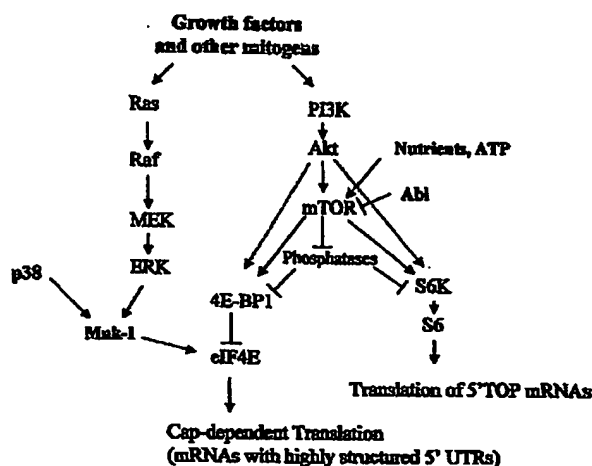 Growth factors
and other mitogens
Ras
PI3K
Raf
Akt
Nutrients, ATP
Abl
MEK
mTOR
ERK
Phosphatases
p38
4E-BP1
S6K
Mnk-1
eIF4E
S6
Translation of 5'TOP mRNAs
Cap-dependent Translation
(mRNAs with highly structured 5' UTRs)